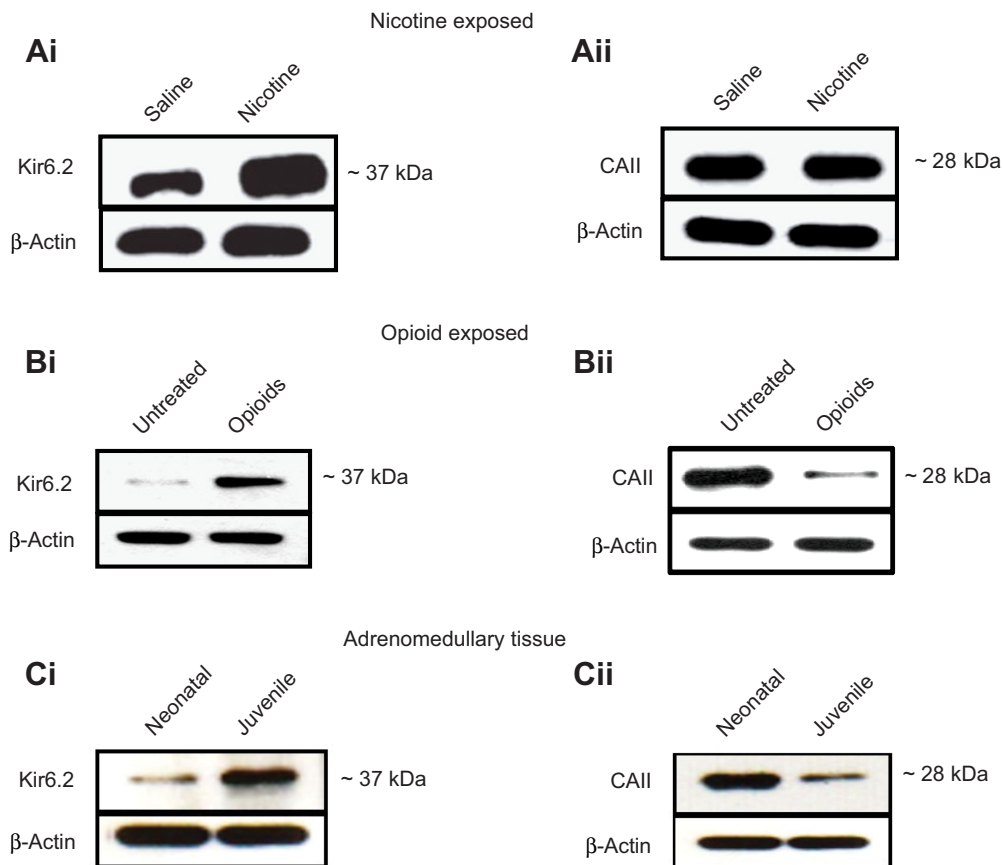 Nicotine exposed
Ai
Aii
Saline
Nicotine
Saline
Nicotine
Kir6.2
~ 37 kDa
CAII
~ 28 kDa
β-Actin
β-Actin
Opioid exposed
Bi
Bii
Untreated
Opioids
Untreated
Opioids
Kir6.2
~ 37 kDa
CAII
~ 28 kDa
β-Actin
β-Actin
Adrenomedullary tissue
Ci
Cii
Neonatal
Juvenile
Neonatal
Juvenile
Kir6.2
~ 37 kDa
CAII
~ 28 kDa
β-Actin
β-Actin